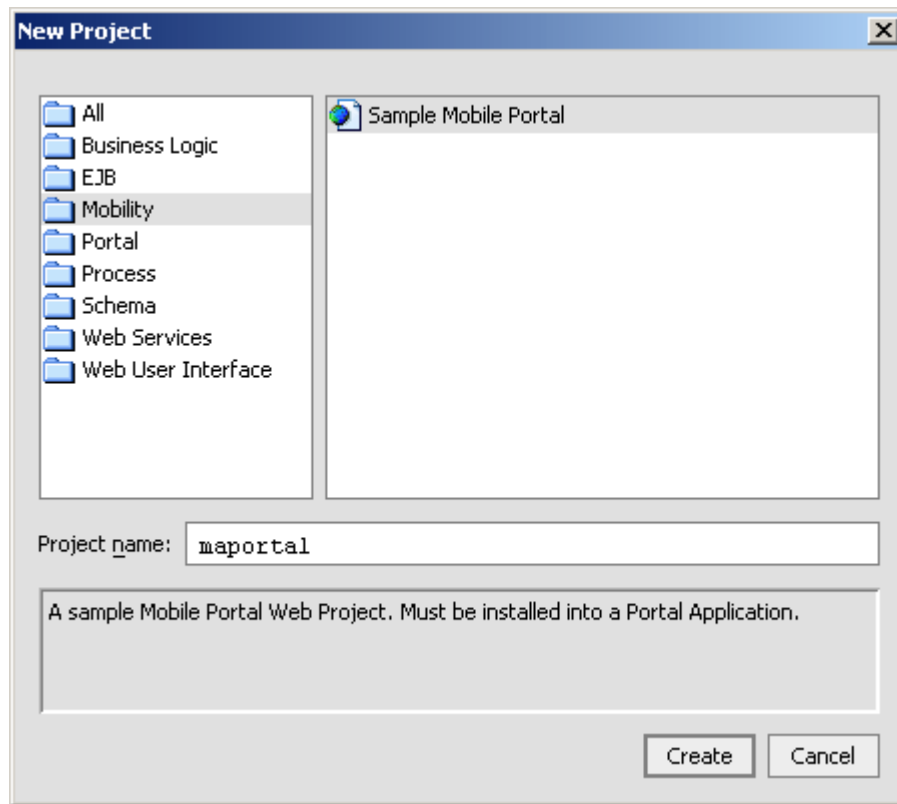 New Project
All
Business Logic
EJB
Mobility
Portal
Process
Schema
Web Services
Web User Interface
Sample Mobile Portal
Project name:
maportal
A sample Mobile Portal Web Project. Must be installed into a Portal Application.
Create
Cancel